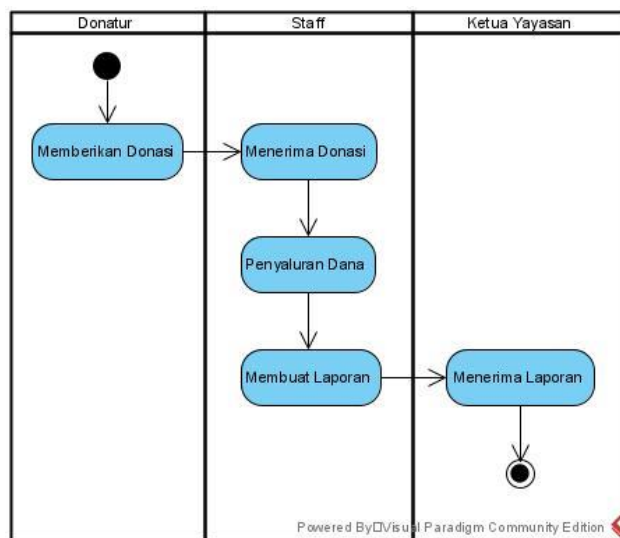 Donatur
Staff
Ketua Yayasan
Memberikan Donasi
Menerima Donasi
Penyaluran Dana
Membuat Laporan
Menerima Laporan
Powered By□Visual Paradigm Community Edition